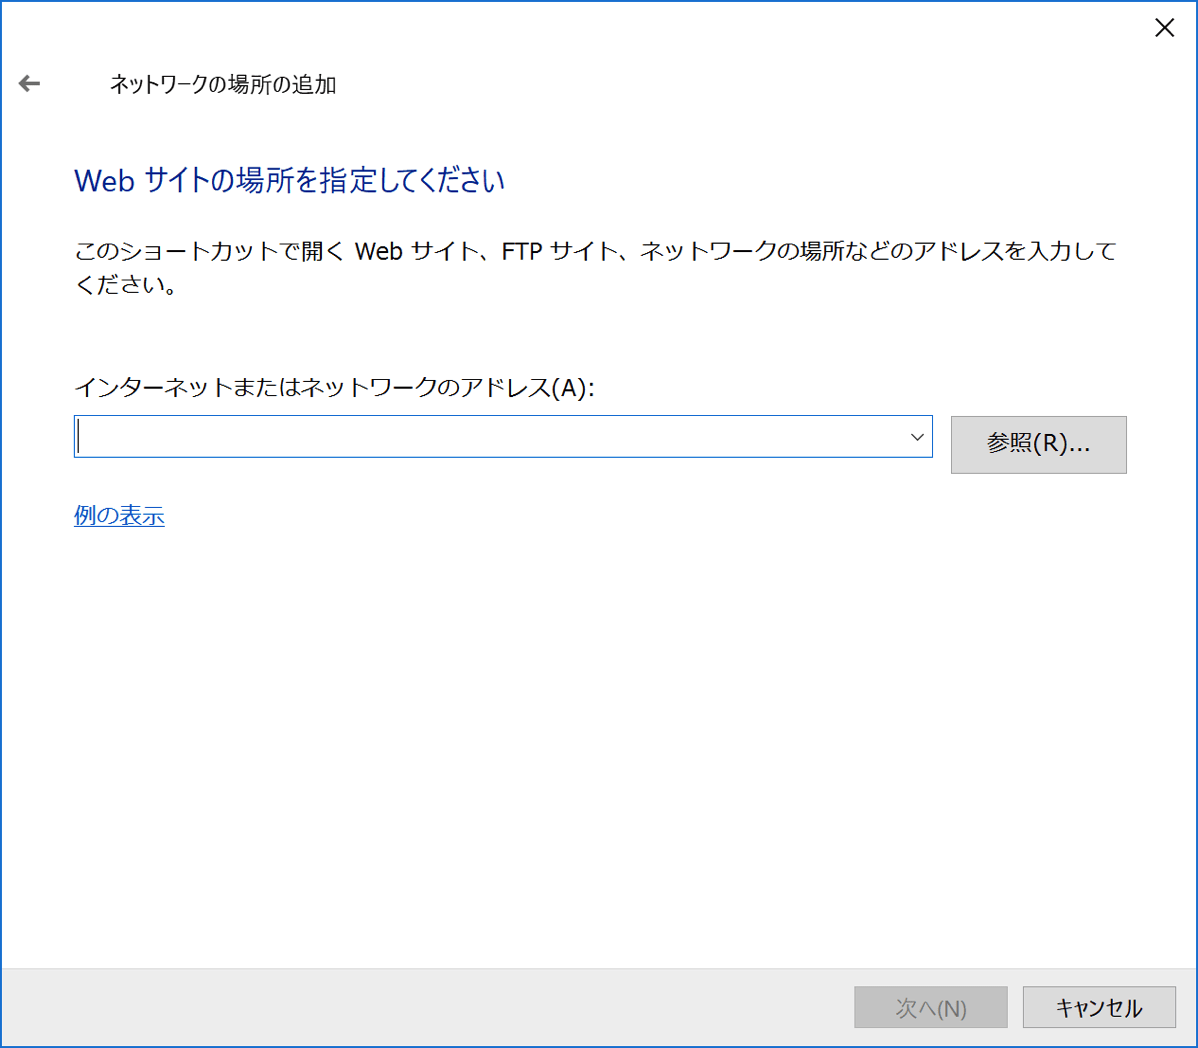 ネットワークの場所の追加
Web サイトの場所を指定してください
このショートカットで開く Web サイト、FTP サイト、ネットワークの場所などのアドレスを入力して
ください。
インターネットまたはネットワークのアドレス(A):
参照(R)...
例の表示
次へ(N)
キャンセル